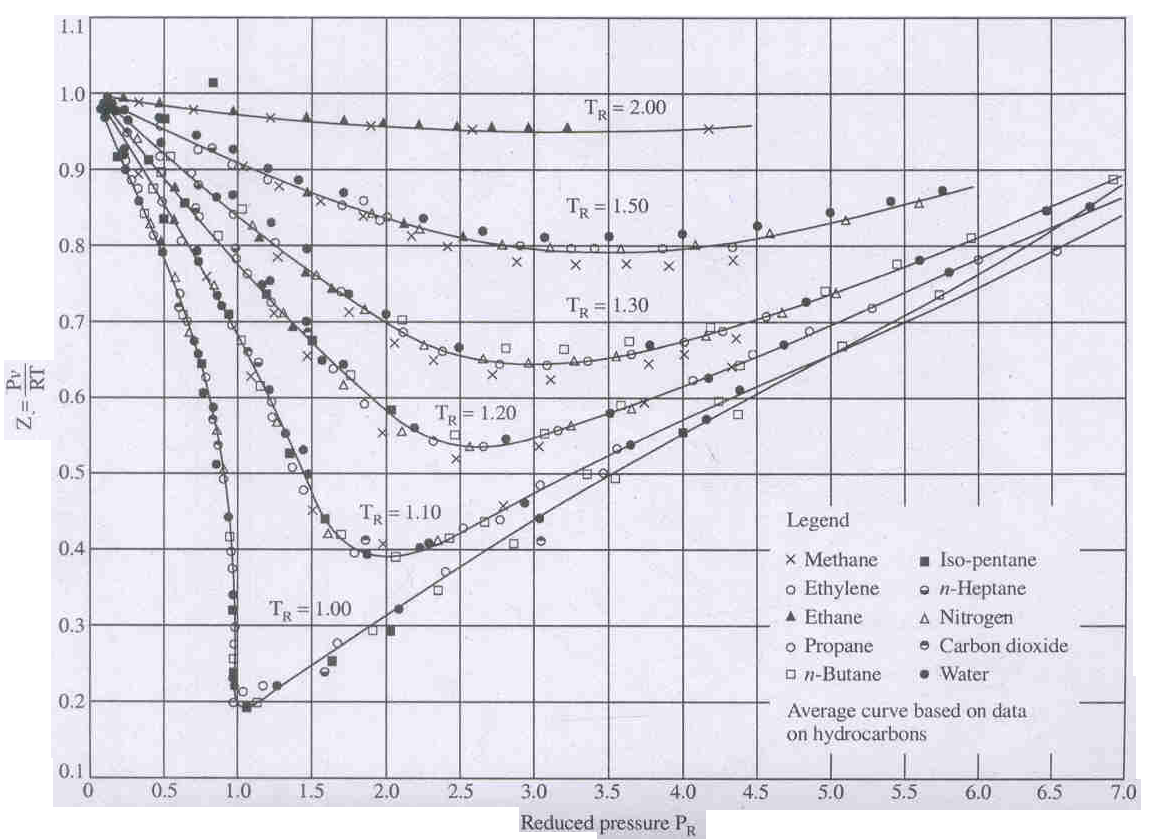 1.1
1.0
0.9
0.8
0.7
0.6
0.5
0.4
0.3
0.2
0.1
Z = Pv
RT
T_R = 2.00
T_R = 1.50
T_R = 1.30
T_R = 1.20
T_R = 1.10
T_R = 1.00
Legend
× Methane
○ Ethylene
▲ Ethane
○ Propane
□ n-Butane
■ Iso-pentane
n-Heptane
△ Nitrogen
Carbon dioxide
● Water
Average curve based on data
on hydrocarbons
0 0.5 1.0 1.5 2.0 2.5 3.0 3.5 4.0 4.5 5.0 5.5 6.0 6.5 7.0
Reduced pressure P_R